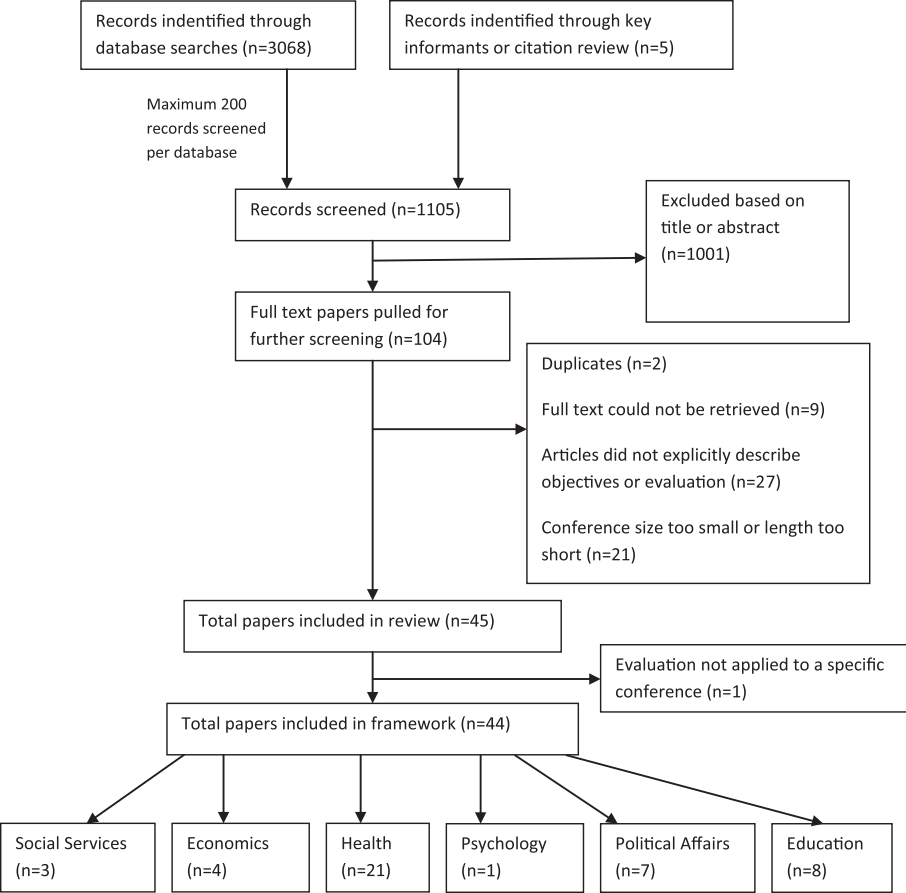 Records indentified through
database searches (n=3068)
Records indentified through key
informants or citation review (n=5)
Maximum 200
records screened
per database
Records screened (n=1105)
Excluded based on
title or abstract
(n=1001)
Full text papers pulled for
further screening (n=104)
Duplicates (n=2)
Full text could not be retrieved (n=9)
Articles did not explicitly describe
objectives or evaluation (n=27)
Conference size too small or length too
short (n=21)
Total papers included in review (n=45)
Evaluation not applied to a specific
conference (n=1)
Total papers included in framework (n=44)
Social Services
(n=3)
Economics
(n=4)
Health
(n=21)
Psychology
(n=1)
Political Affairs
(n=7)
Education
(n=8)